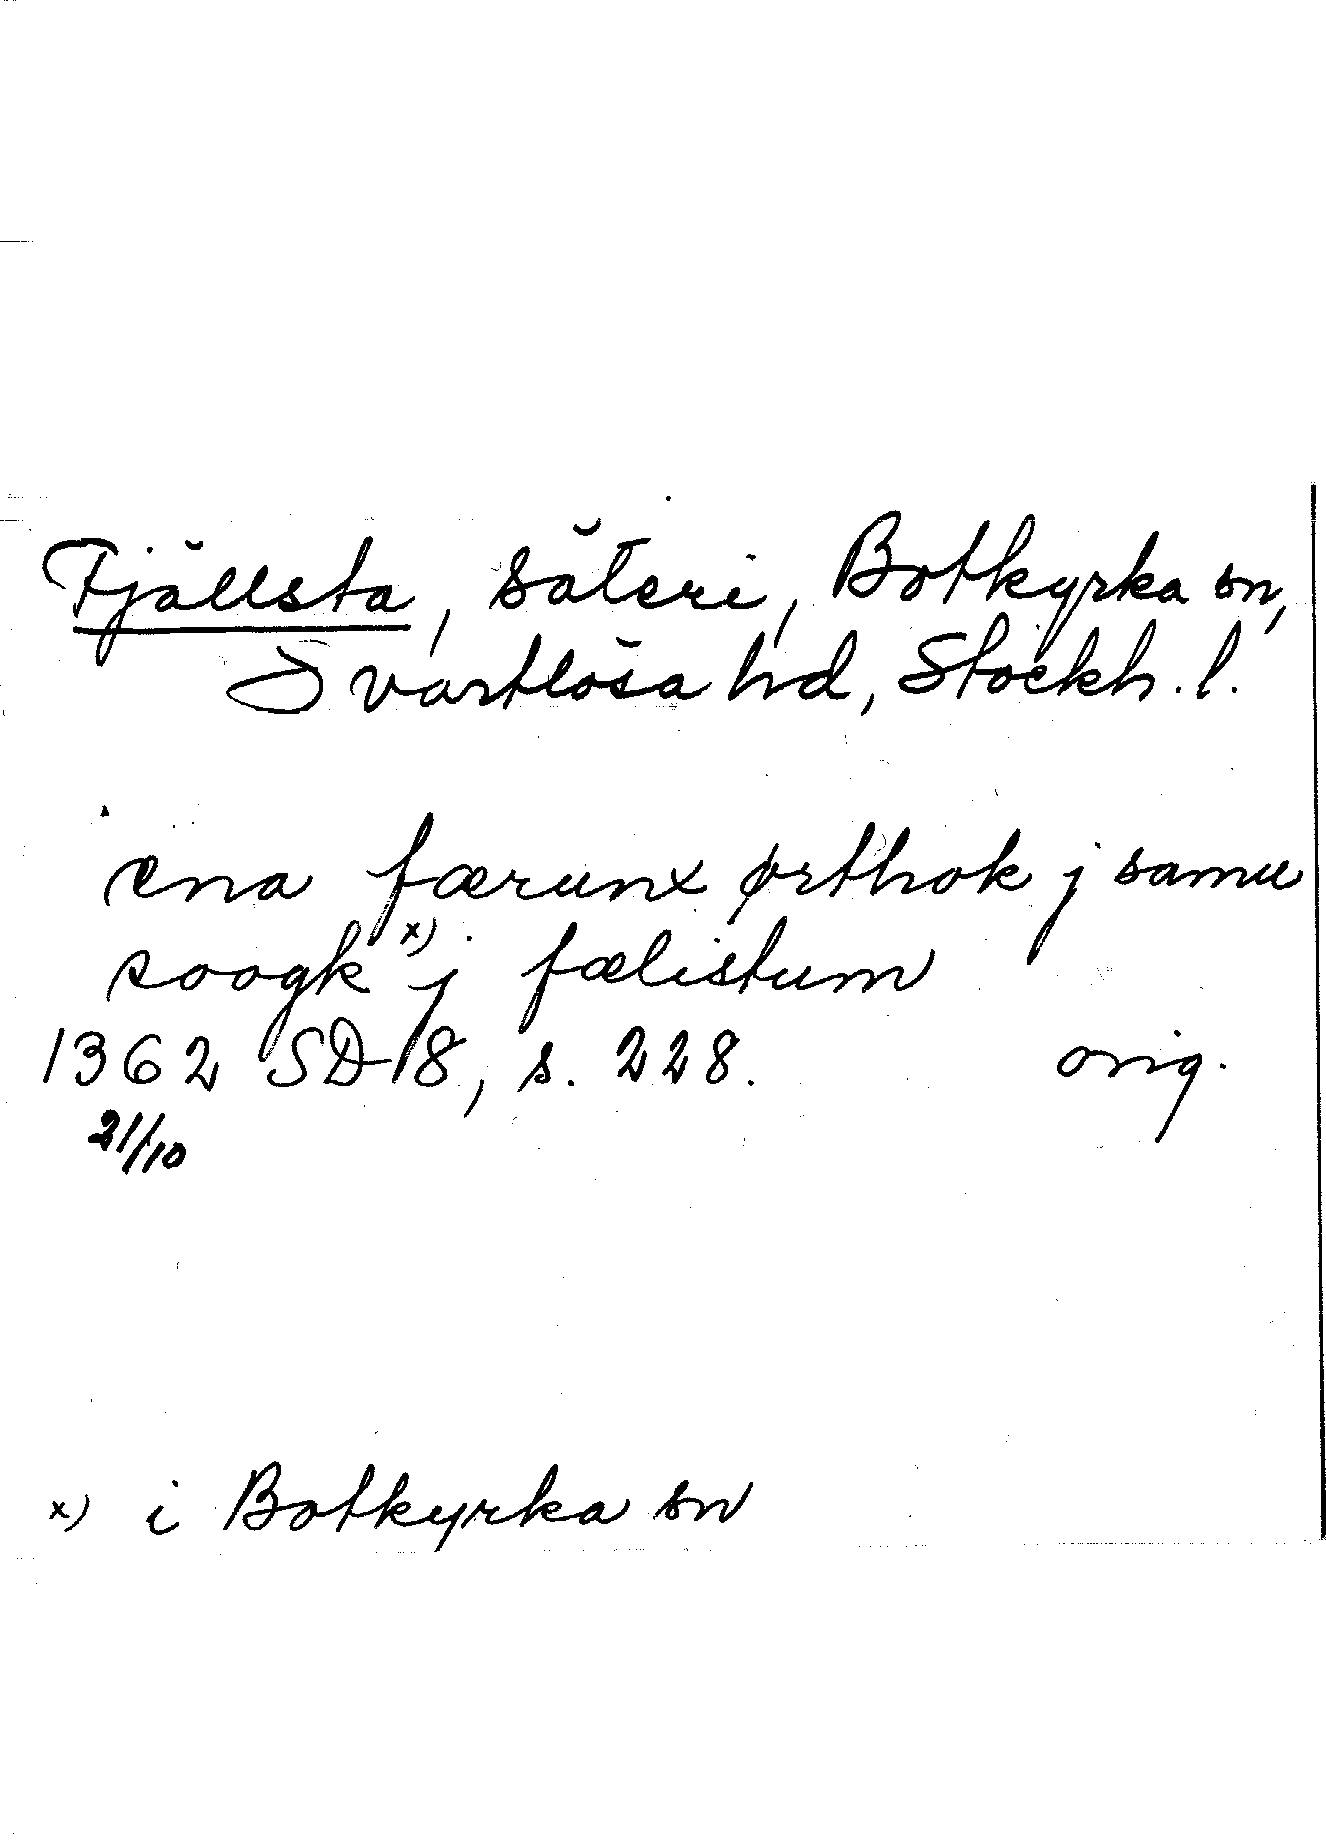 Fjällsta, säteri, Botkyrka sn,
Svartlösa hd, Stockh. l.
ena færunx ørthok j samu
soogk x) j fælistum
1362 SD 8, s. 228. orig.
21/10
x) i Botkyrka sn